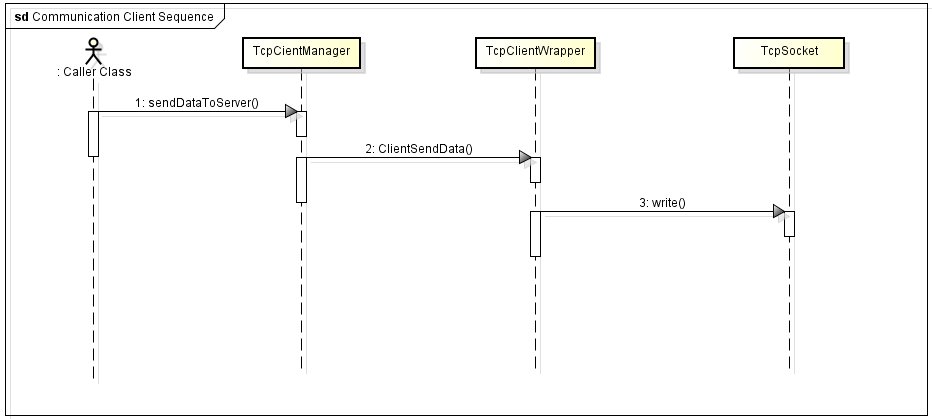 sd Communication Client Sequence
: Caller Class
TcpCientManager
TcpClientWrapper
TcpSocket
1: sendDataToServer()
2: ClientSendData()
3: write()